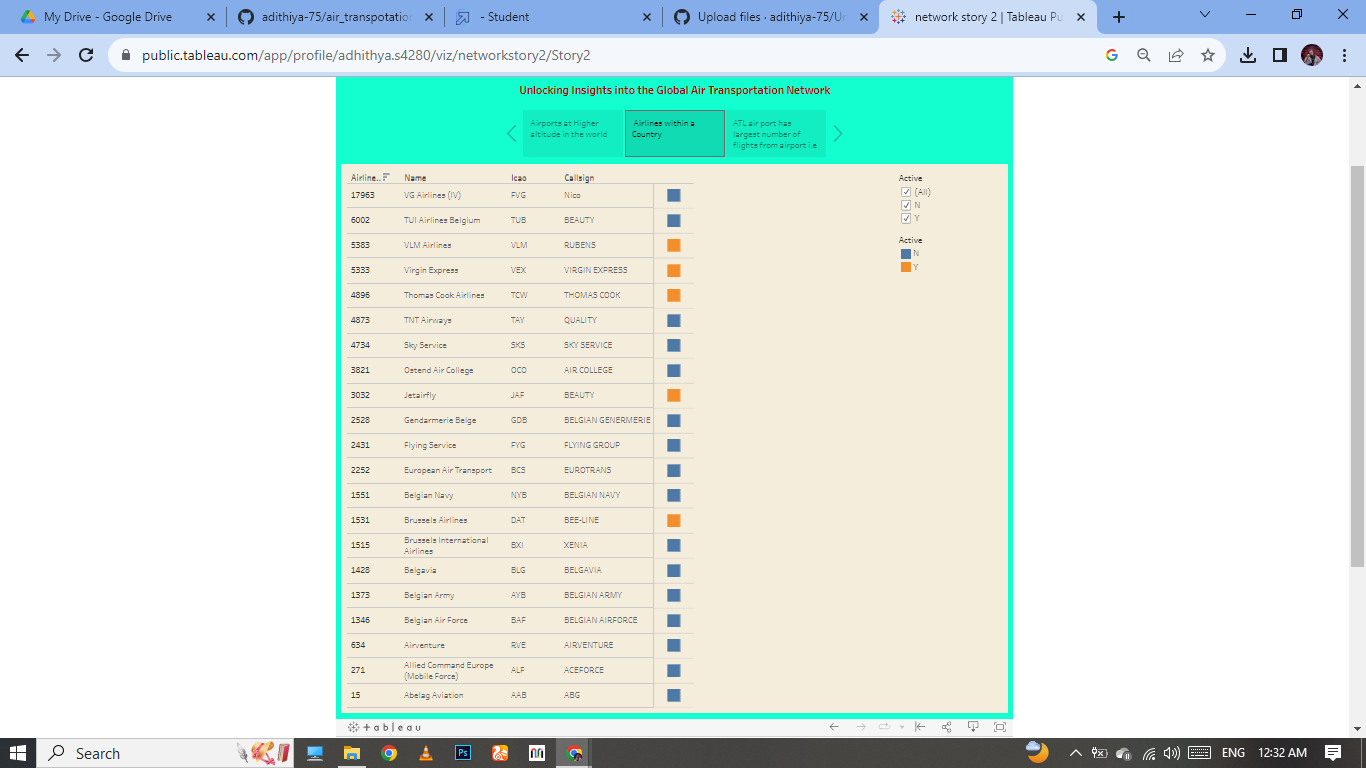 My Drive - Google Drive
adithiya-75/air_transpotation
- Student
Upload files · adithiya-75/Un
network story 2 | Tableau Pu
public.tableau.com/app/profile/adhithya.s4280/viz/networkstory2/Story2
Unlocking Insights into the Global Air Transportation Network
Airports at Higher
altitude in the world
Airlines within a
Country
ATL air port has
largest number of
flights from airport i.e
Airline.. Name Icao Callsign
17963 VG Airlines (IV) FVG Nico
6002 TUI Airlines Belgium TUB BEAUTY
5383 VLM Airlines VLM RUBENS
5333 Virgin Express VEX VIRGIN EXPRESS
4896 Thomas Cook Airlines TCW THOMAS COOK
4873 TNT Airways TAY QUALITY
4734 Sky Service SKS SKY SERVICE
3821 Ostend Air College OCO AIR COLLEGE
3032 Jetairfly JAF BEAUTY
2528 Gendarmerie Belge GDB BELGIAN GENERMERIE
2431 Flying Service FYG FLYING GROUP
2252 European Air Transport BCS EUROTRANS
1551 Belgian Navy NYB BELGIAN NAVY
1531 Brussels Airlines DAT BEE-LINE
1515 Brussels International
Airlines BXI XENIA
1428 Belgavia BLG BELGAVIA
1373 Belgian Army AYB BELGIAN ARMY
1346 Belgian Air Force BAF BELGIAN AIRFORCE
634 Airventure RVE AIRVENTURE
271 Allied Command Europe
(Mobile Force) ALF ACEFORCE
15 Abelag Aviation AAB ABG
Active
(All)
N
Y
Active
N
Y
+ableau
Search
ENG 12:32 AM